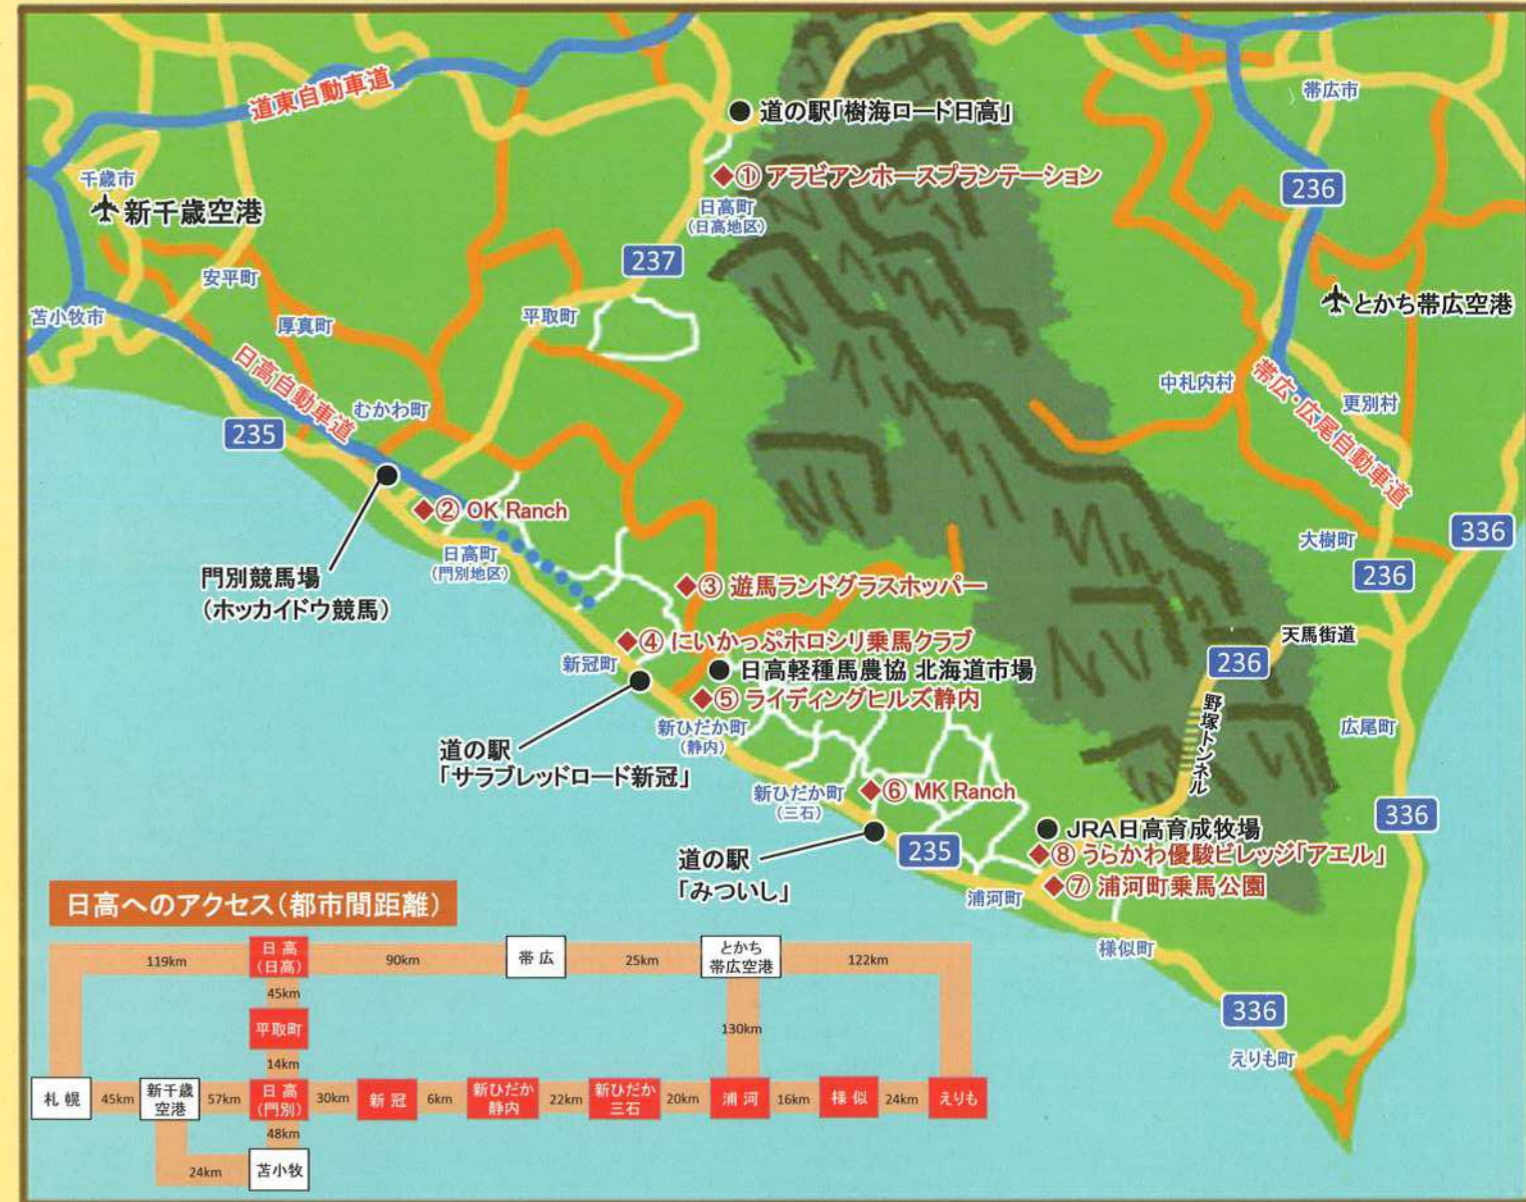 道東自動車道
道の駅「樹海ロード日高」
帯広市
千歳市
新千歳空港
① アラビアンホースプランテーション
日高町
(日高地区)
236
安平町
237
苫小牧市
厚真町
平取町
とかち帯広空港
日高自動車道
むかわ町
中札内村
帯広・広尾自動車道
更別村
235
② OK Ranch
日高町
(門別地区)
大樹町
336
236
門別競馬場
(ホッカイドウ競馬)
③ 遊馬ランドグラスホッパー
天馬街道
236
④ にいかっぷホロシリ乗馬クラブ
新冠町
日高軽種馬農協 北海道市場
⑤ ライディングヒルズ静内
野塚トンネル
新ひだか町
(静内)
広尾町
道の駅
「サラブレッドロード新冠」
新ひだか町
(三石)
⑥ MK Ranch
336
JRA日高育成牧場
235
⑧ うらかわ優駿ビレッジ「アエル」
道の駅
「みついし」
⑦ 浦河町乗馬公園
浦河町
様似町
336
えりも町
日高へのアクセス(都市間距離)
119km
日高
(日高)
90km
帯広
25km
とかち
帯広空港
122km
45km
平取町
130km
14km
札幌
45km
新千歳
空港
57km
日高
(門別)
30km
新冠
6km
新ひだか
静内
22km
新ひだか
三石
20km
浦河
16km
様似
24km
えりも
48km
24km
苫小牧